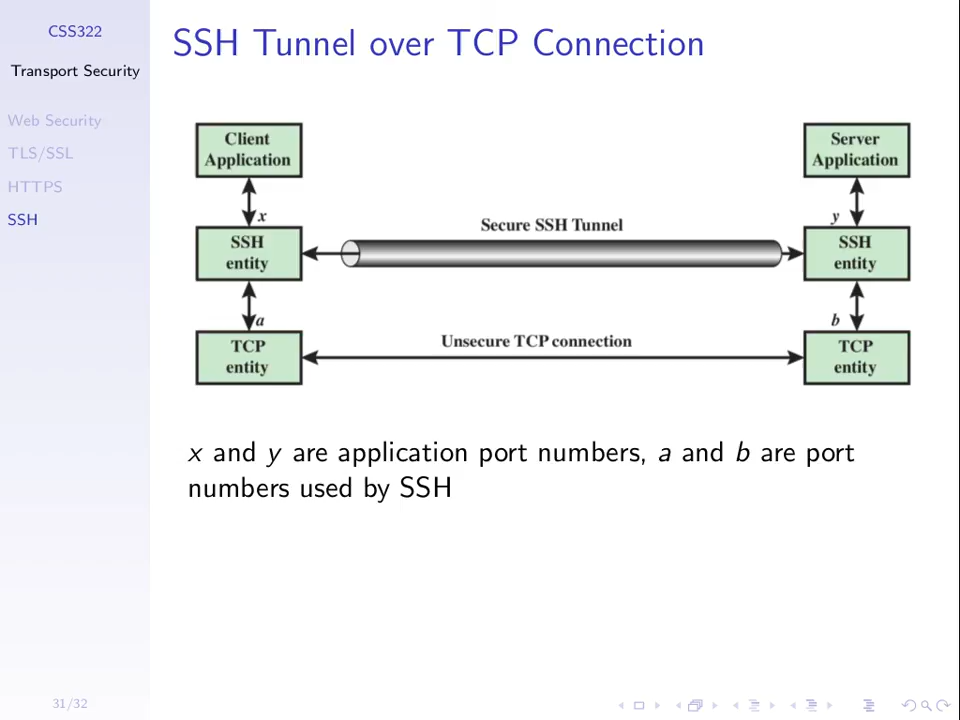 CSS322
Transport Security
Web Security
TLS/SSL
HTTPS
SSH
31/32
SSH Tunnel over TCP Connection
Client
Application
Server
Application
x
y
Secure SSH Tunnel
SSH
entity
SSH
entity
a
b
Unsecure TCP connection
TCP
entity
TCP
entity
x and y are application port numbers, a and b are port
numbers used by SSH